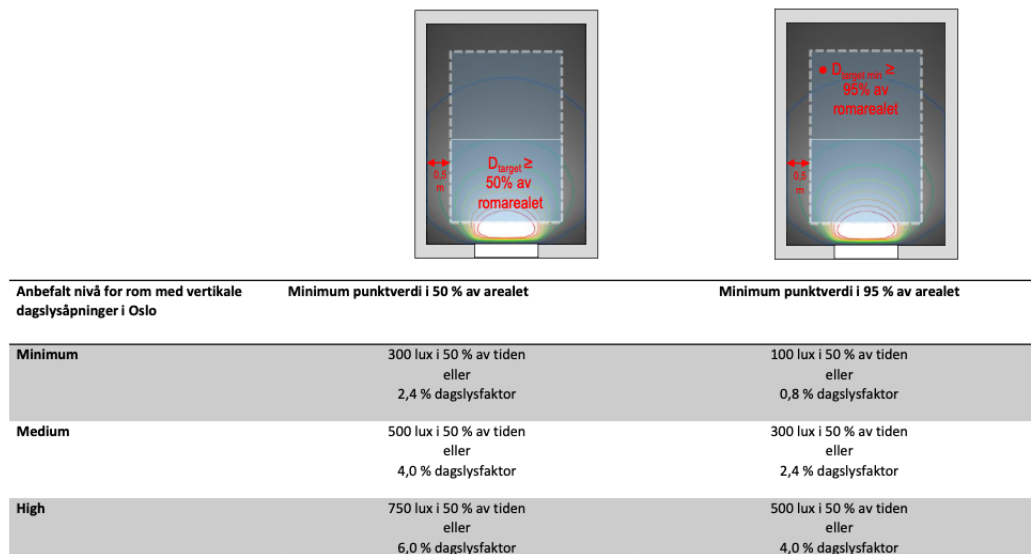 D target ≥
50% av
romarealet
0,5
m
D target min ≥
95% av
romarealet
0,5
m
Anbefalt nivå for rom med vertikale
dagslysåpninger i Oslo
Minimum punktverdi i 50 % av arealet
Minimum punktverdi i 95 % av arealet
Minimum
300 lux i 50 % av tiden
eller
2,4 % dagslysfaktor
100 lux i 50 % av tiden
eller
0,8 % dagslysfaktor
Medium
500 lux i 50 % av tiden
eller
4,0 % dagslysfaktor
300 lux i 50 % av tiden
eller
2,4 % dagslysfaktor
High
750 lux i 50 % av tiden
eller
6,0 % dagslysfaktor
500 lux i 50 % av tiden
eller
4,0 % dagslysfaktor